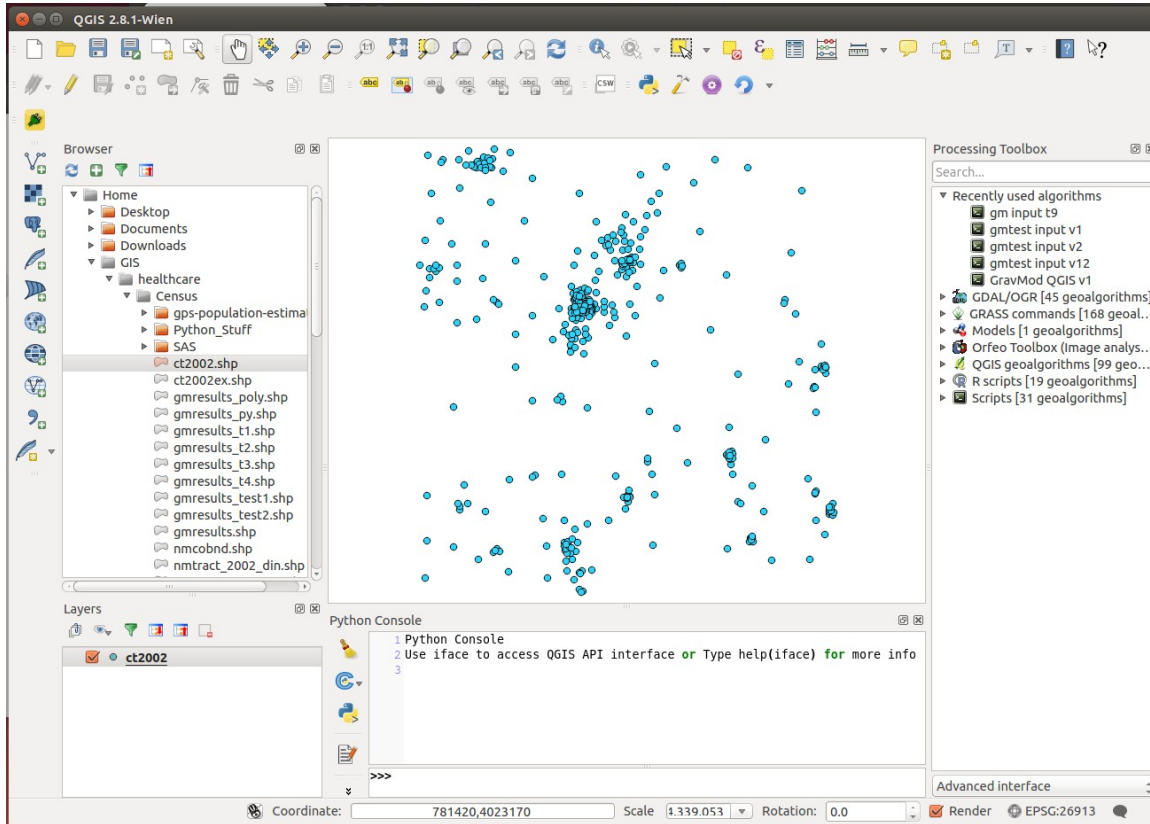 QGIS 2.8.1-Wien
Browser
Home
Desktop
Documents
Downloads
GIS
healthcare
Census
gps-population-estima
Python_Stuff
SAS
ct2002.shp
ct2002ex.shp
gmresults_poly.shp
gmresults_py.shp
gmresults_t1.shp
gmresults_t2.shp
gmresults_t3.shp
gmresults_t4.shp
gmresults_test1.shp
gmresults_test2.shp
gmresults.shp
nmcobnd.shp
nmtract_2002_din.shp
Layers
ct2002
Python Console
1 Python Console
2 Use iface to access QGIS API interface or Type help(iface) for more info
3
>>>
Processing Toolbox
Search...
Recently used algorithms
gm input t9
gmtest input v1
gmtest input v2
gmtest input v12
GravMod QGIS v1
GDAL/OGR [45 geoalgorithms]
GRASS commands [168 geoal...
Models [1 geoalgorithms]
Orfeo Toolbox (Image analys...
QGIS geoalgorithms [99 geo...
R scripts [19 geoalgorithms]
Scripts [31 geoalgorithms]
Advanced interface
Coordinate: 781420,4023170 Scale 4.339.053 Rotation: 0.0 Render EPSG:26913